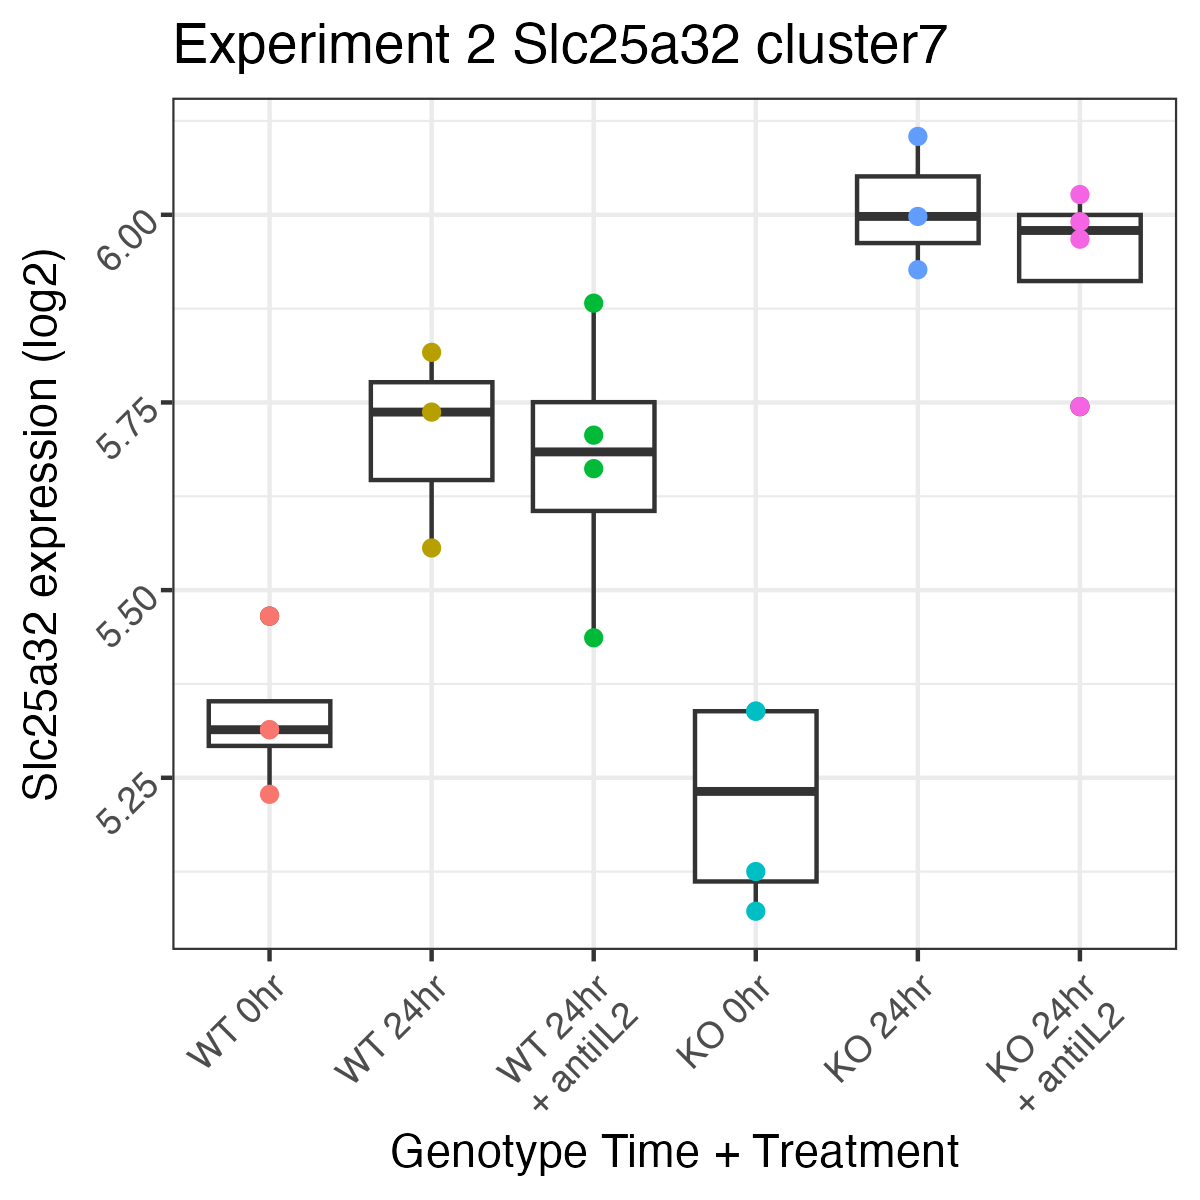 Experiment 2 Slc25a32 cluster7
Slc25a32 expression (log2)
6.00
5.75
5.50
5.25
WT 0hr
WT 24hr
WT 24hr
+ antiIL2
KO 0hr
KO 24hr
KO 24hr
+ antiIL2
Genotype Time + Treatment